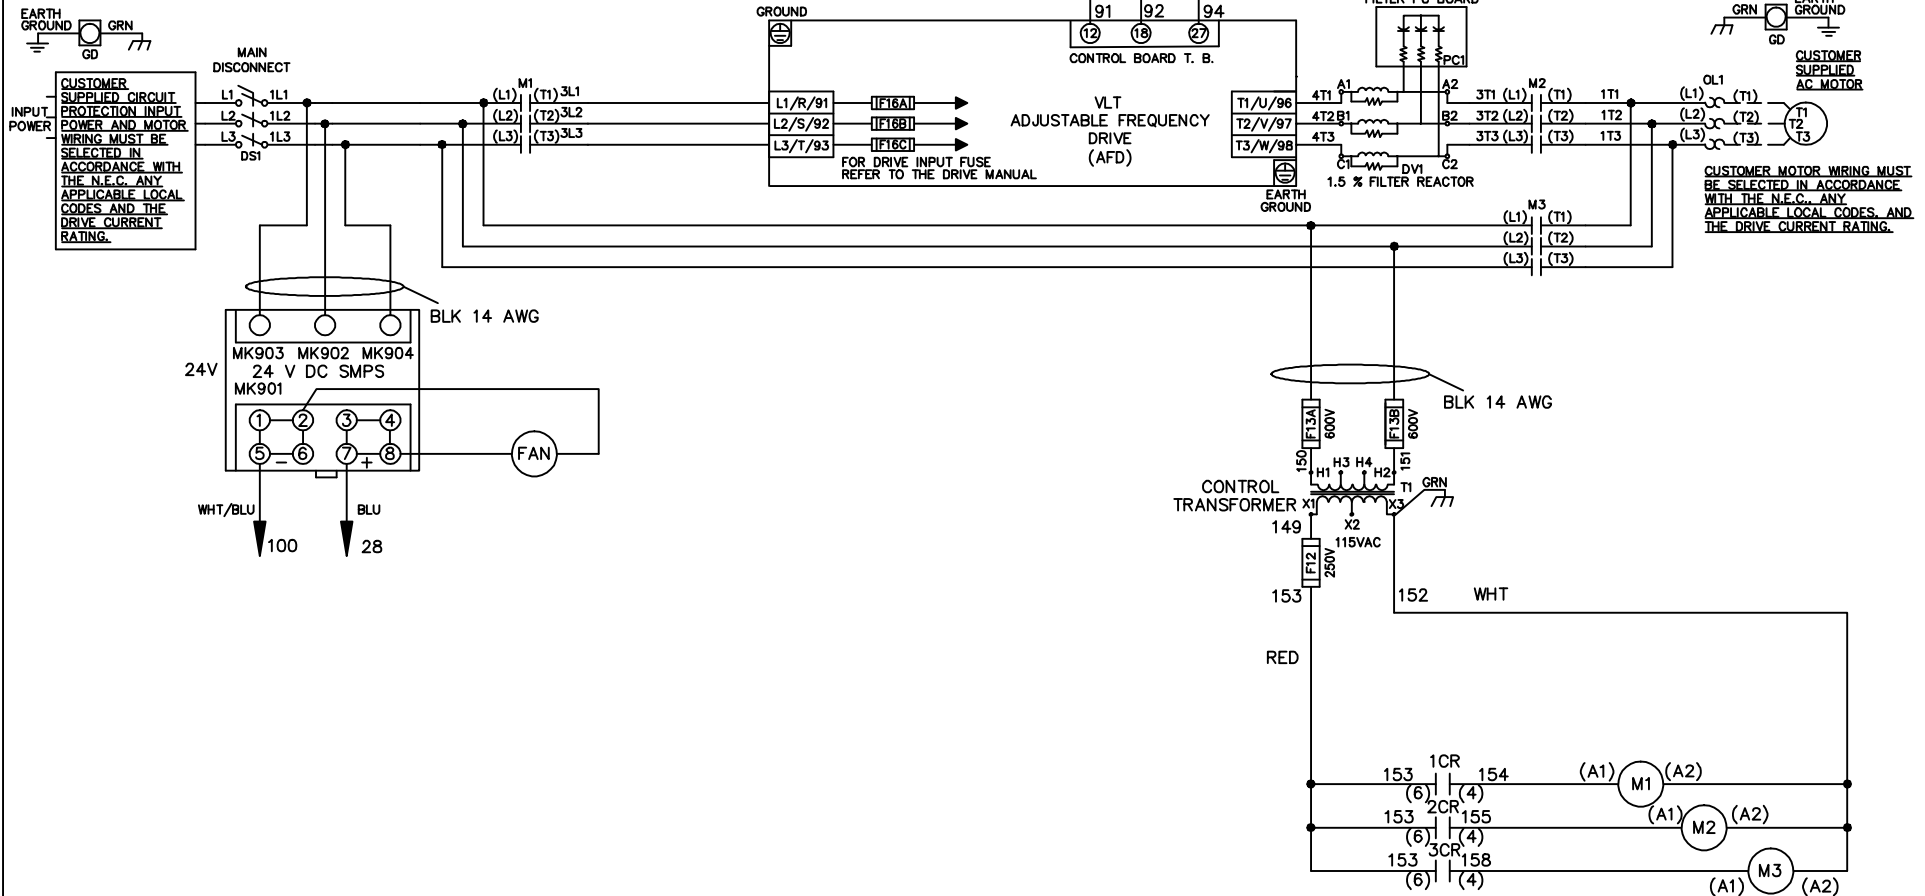 EARTH
GROUND
GRN
GD
GROUND
91
92
94
12
18
27
CONTROL BOARD T. B.
PC1
GRN
GROUND
GD
CUSTOMER
SUPPLIED
AC MOTOR
MAIN
DISCONNECT
INPUT
POWER
CUSTOMER
SUPPLIED CIRCUIT
PROTECTION INPUT
POWER AND MOTOR
WIRING MUST BE
SELECTED IN
ACCORDANCE WITH
THE N.E.C. ANY
APPLICABLE LOCAL
CODES AND THE
DRIVE CURRENT
RATING.
L1
1L1
L2
1L2
L3
1L3
DS1
M1
(L1)
(T1)
3L1
(L2)
(T2)
3L2
(L3)
(T3)
3L3
L1/R/91
L2/S/92
L3/T/93
F16A
F16B
F16C
FOR DRIVE INPUT FUSE
REFER TO THE DRIVE MANUAL
VLT
ADJUSTABLE FREQUENCY
DRIVE
(AFD)
T1/U/96
T2/V/97
T3/W/98
EARTH
GROUND
4T1
A1
A2
4T2
B1
B2
4T3
C1
C2
DV1
1.5 % FILTER REACTOR
M2
3T1 (L1)
(T1)
1T1
3T2 (L2)
(T2)
1T2
3T3 (L3)
(T3)
1T3
OL1
(L1)
(T1)
(L2)
(T2)
(L3)
(T3)
T1
T2
T3
CUSTOMER MOTOR WIRING MUST
BE SELECTED IN ACCORDANCE
WITH THE N.E.C., ANY
APPLICABLE LOCAL CODES, AND
THE DRIVE CURRENT RATING.
M3
(L1)
(T1)
(L2)
(T2)
(L3)
(T3)
BLK 14 AWG
MK903 MK902 MK904
24V
24 V DC SMPS
MK901
1
2
3
4
5
−
6
7
+
8
FAN
WHT/BLU
BLU
100
28
BLK 14 AWG
F13A
600V
F13B
600V
150
151
H1
H3
H4
H2
T1
GRN
CONTROL
TRANSFORMER
X1
X3
X2
149
115VAC
F12
250V
153
152
WHT
RED
1CR
153
154
(6)
(4)
(A1)
M1
(A2)
2CR
153
155
(6)
(4)
(A1)
M2
(A2)
3CR
153
158
(6)
(4)
(A1)
M3
(A2)